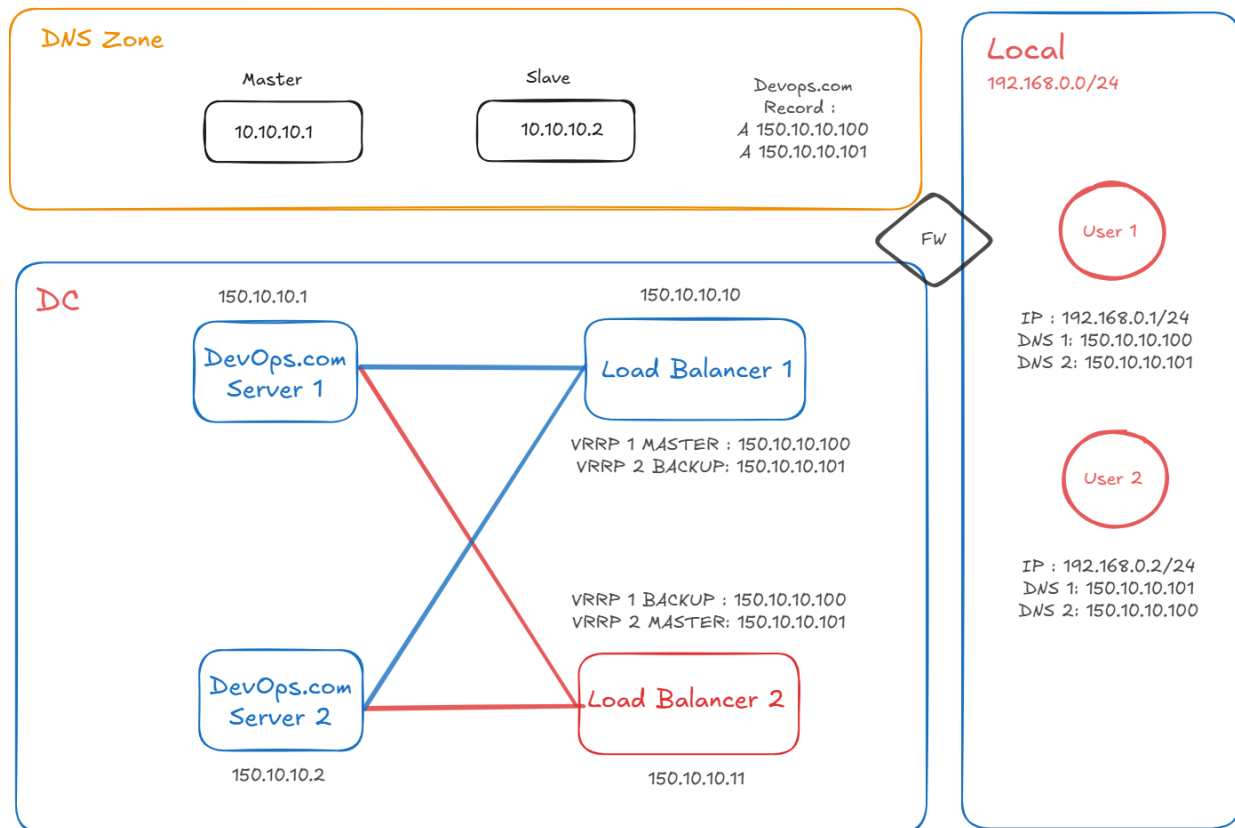 DNS Zone
Master
10.10.10.1
Slave
10.10.10.2
Devops.com
Record :
A 150.10.10.100
A 150.10.10.101
Local
192.168.0.0/24
FW
User 1
IP : 192.168.0.1/24
DNS 1: 150.10.10.100
DNS 2: 150.10.10.101
User 2
IP : 192.168.0.2/24
DNS 1: 150.10.10.101
DNS 2: 150.10.10.100
DC
150.10.10.1
DevOps.com
Server 1
150.10.10.10
Load Balancer 1
VRRP 1 MASTER : 150.10.10.100
VRRP 2 BACKUP: 150.10.10.101
VRRP 1 BACKUP : 150.10.10.100
VRRP 2 MASTER: 150.10.10.101
DevOps.com
Server 2
150.10.10.2
Load Balancer 2
150.10.10.11